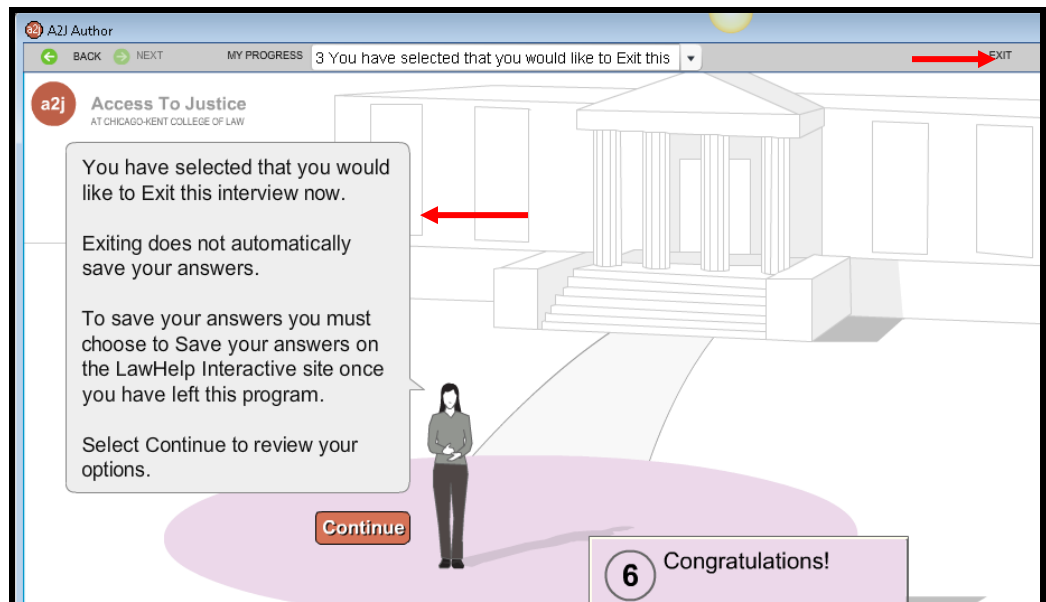 a2j A2J Author
BACK NEXT MY PROGRESS 3 You have selected that you would like to Exit this EXIT
a2j Access To Justice
AT CHICAGO-KENT COLLEGE OF LAW
You have selected that you would
like to Exit this interview now.
Exiting does not automatically
save your answers.
To save your answers you must
choose to Save your answers on
the LawHelp Interactive site once
you have left this program.
Select Continue to review your
options.
Continue
6 Congratulations!